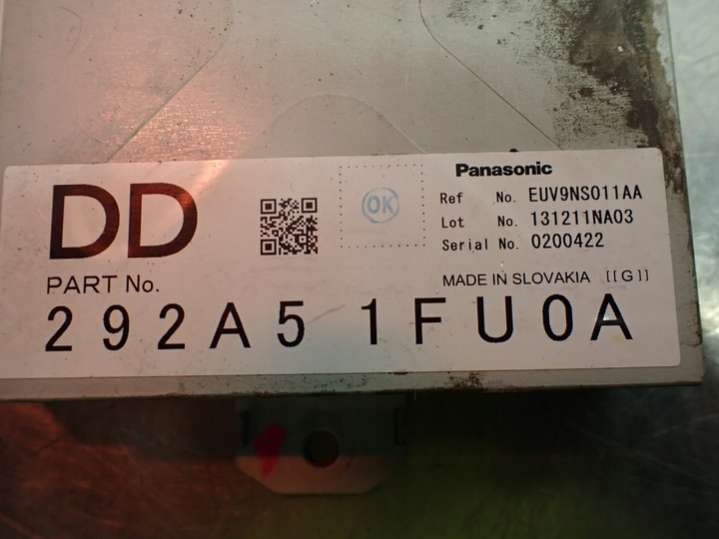 DD
OK
Panasonic
Ref No. EUV9NS011AA
Lot No. 131211NA03
Serial No. 0200422
PART No.
MADE IN SLOVAKIA [[G]]
292A5 1FU0A